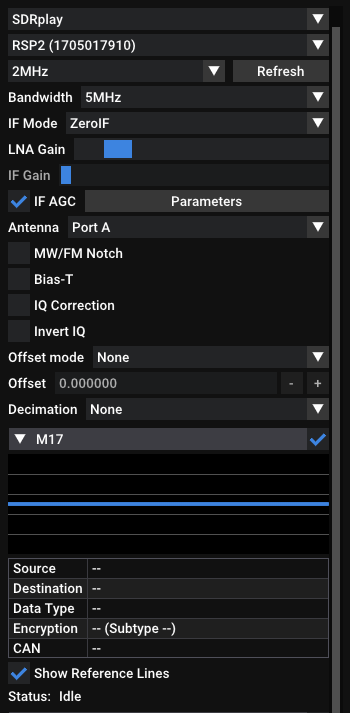 SDRplay
RSP2 (1705017910)
2MHz Refresh
Bandwidth 5MHz
IF Mode ZeroIF
LNA Gain
IF Gain
IF AGC Parameters
Antenna Port A
MW/FM Notch
Bias-T
IQ Correction
Invert IQ
Offset mode None
Offset 0.000000 - +
Decimation None
M17
Source --
Destination --
Data Type --
Encryption -- (Subtype --)
CAN --
Show Reference Lines
Status: Idle